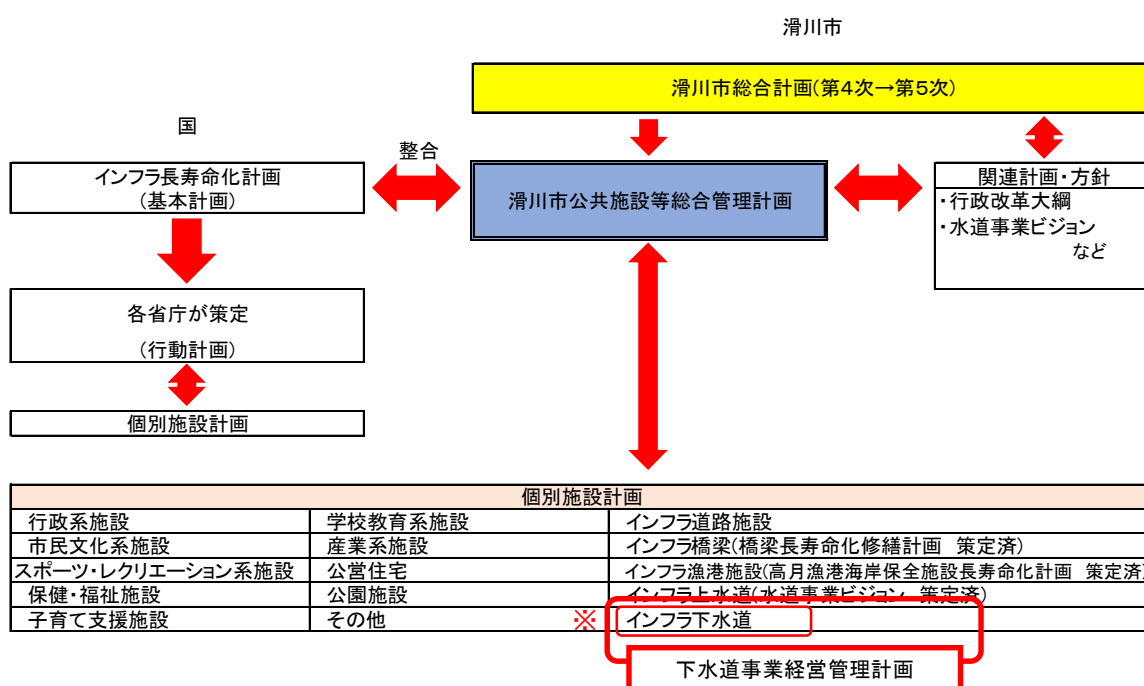 滑川市
滑川市総合計画(第4次→第5次)
国
整合
インフラ長寿命化計画
(基本計画)
滑川市公共施設等総合管理計画
関連計画・方針
・行政改革大綱
・水道事業ビジョン
など
各省庁が策定
(行動計画)
個別施設計画
個別施設計画
行政系施設 学校教育系施設 インフラ道路施設
市民文化系施設 産業系施設 インフラ橋梁(橋梁長寿命化修繕計画 策定済)
スポーツ・レクリエーション系施設 公営住宅 インフラ漁港施設(高月漁港海岸保全施設長寿命化計画 策定済)
保健・福祉施設 公園施設 インフラ上水道(水道事業ビジョン 策定済)
子育て支援施設 その他 ※ インフラ下水道
下水道事業経営管理計画